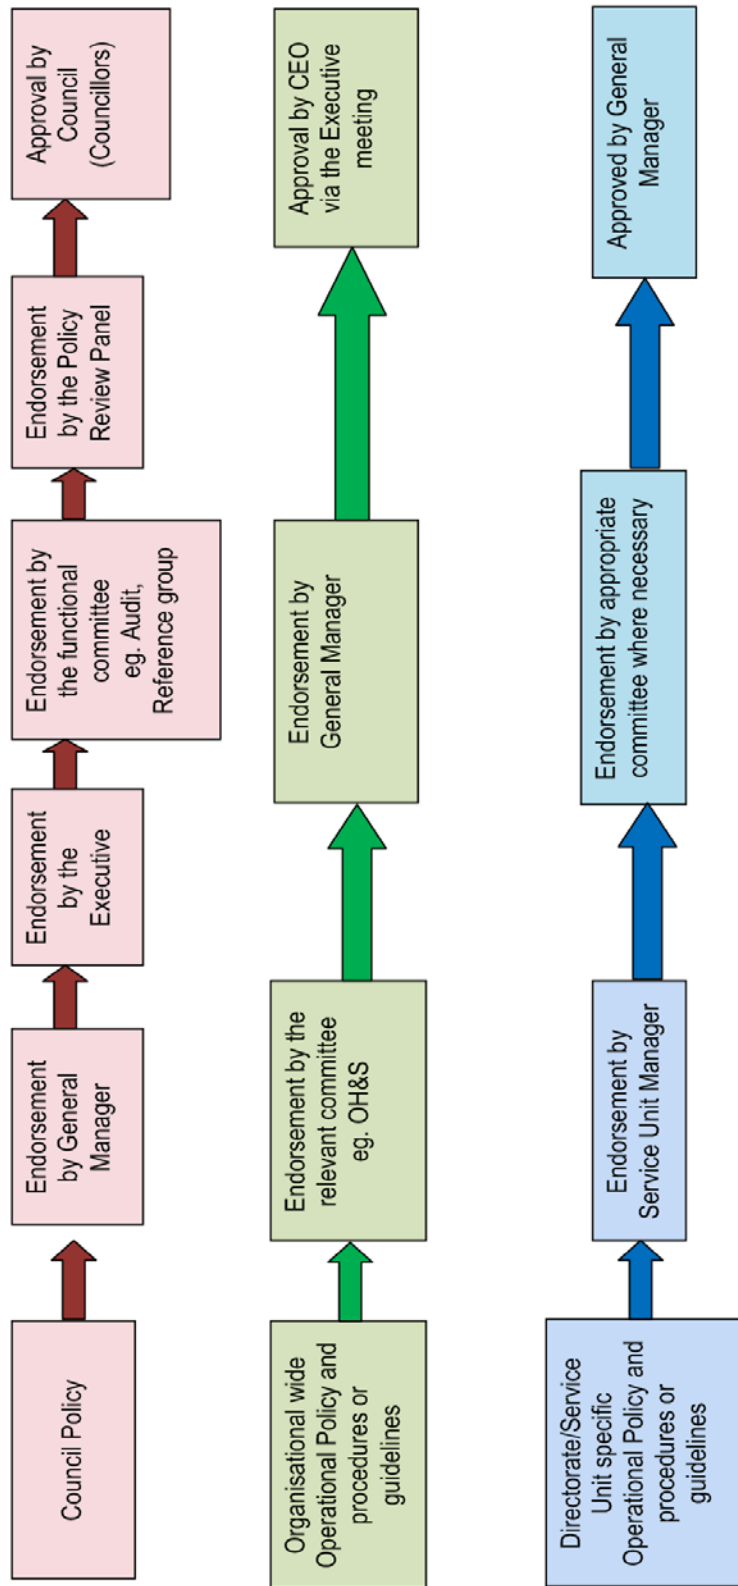 Council Policy
Endorsement
by General
Manager
Endorsement
by the
Executive
Endorsement by
the functional
committee
eg. Audit,
Reference group
Endorsement
by the Policy
Review Panel
Approval by
Council
(Councillors)
Organisational wide
Operational Policy and
procedures or
guidelines
Endorsement by the
relevant committee
eg. OH&S
Endorsement by
General Manager
Approval by CEO
via the Executive
meeting
Directorate/Service
Unit specific
Operational Policy and
procedures or
guidelines
Endorsement by
Service Unit Manager
Endorsement by appropriate
committee where necessary
Approved by General
Manager